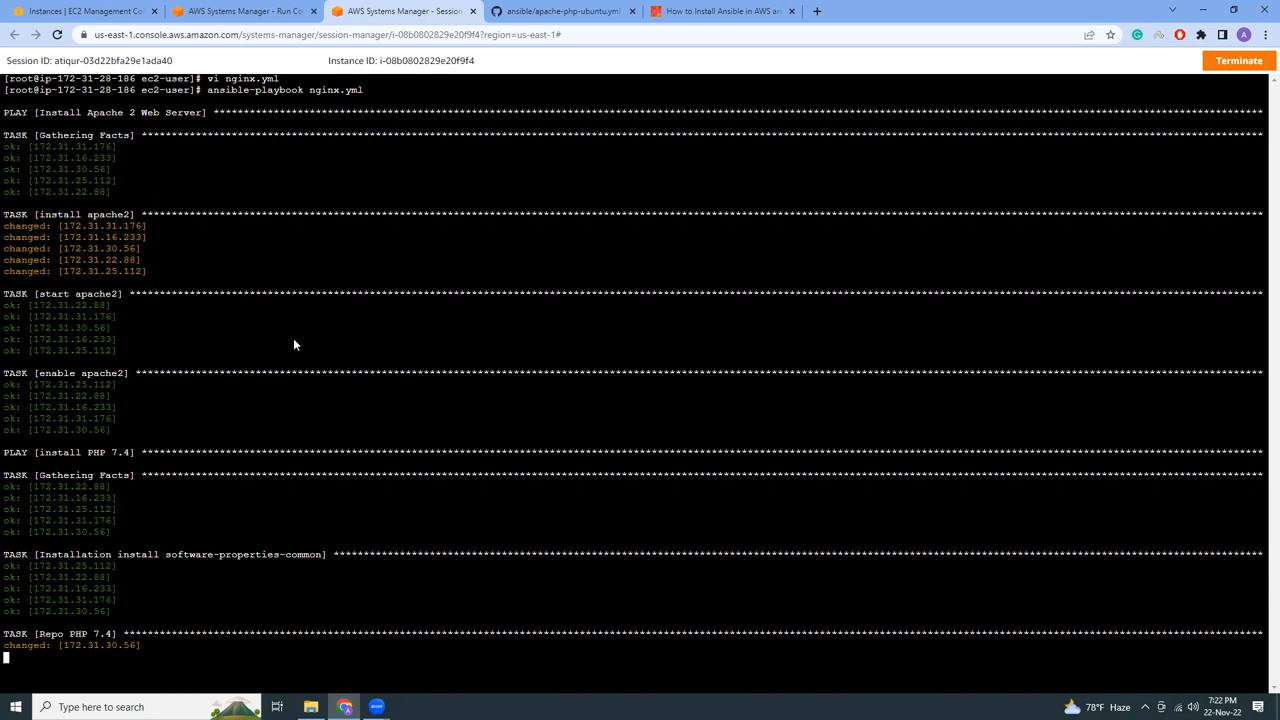 Instances | EC2 Management Co
AWS Systems Manager - Run Co
AWS Systems Manager - Session
ansible/apache-php-ubuntu.yml
How to Install Ansible in AWS an
us-east-1.console.aws.amazon.com/systems-manager/session-manager/i-08b0802829e20f9f4?region=us-east-1#
A
Session ID: atiqur-03d22bfa29e1ada40
Instance ID: i-08b0802829e20f9f4
Terminate
[root@ip-172-31-28-186 ec2-user]# vi nginx.yml
[root@ip-172-31-28-186 ec2-user]# ansible-playbook nginx.yml
PLAY [Install Apache 2 Web Server]
TASK [Gathering Facts]
ok: [172.31.31.176]
ok: [172.31.16.233]
ok: [172.31.30.56]
ok: [172.31.25.112]
ok: [172.31.22.88]
TASK [install apache2]
changed: [172.31.31.176]
changed: [172.31.16.233]
changed: [172.31.30.56]
changed: [172.31.22.88]
changed: [172.31.25.112]
TASK [start apache2]
ok: [172.31.22.88]
ok: [172.31.31.176]
ok: [172.31.30.56]
ok: [172.31.16.233]
ok: [172.31.25.112]
TASK [enable apache2]
ok: [172.31.25.112]
ok: [172.31.22.88]
ok: [172.31.16.233]
ok: [172.31.31.176]
ok: [172.31.30.56]
PLAY [install PHP 7.4]
TASK [Gathering Facts]
ok: [172.31.22.88]
ok: [172.31.16.233]
ok: [172.31.25.112]
ok: [172.31.31.176]
ok: [172.31.30.56]
TASK [Installation install software-properties-common]
ok: [172.31.25.112]
ok: [172.31.22.88]
ok: [172.31.16.233]
ok: [172.31.31.176]
ok: [172.31.30.56]
TASK [Repo PHP 7.4]
changed: [172.31.30.56]
Type here to search
zoom
78°F Haze
7:22 PM
22-Nov-22